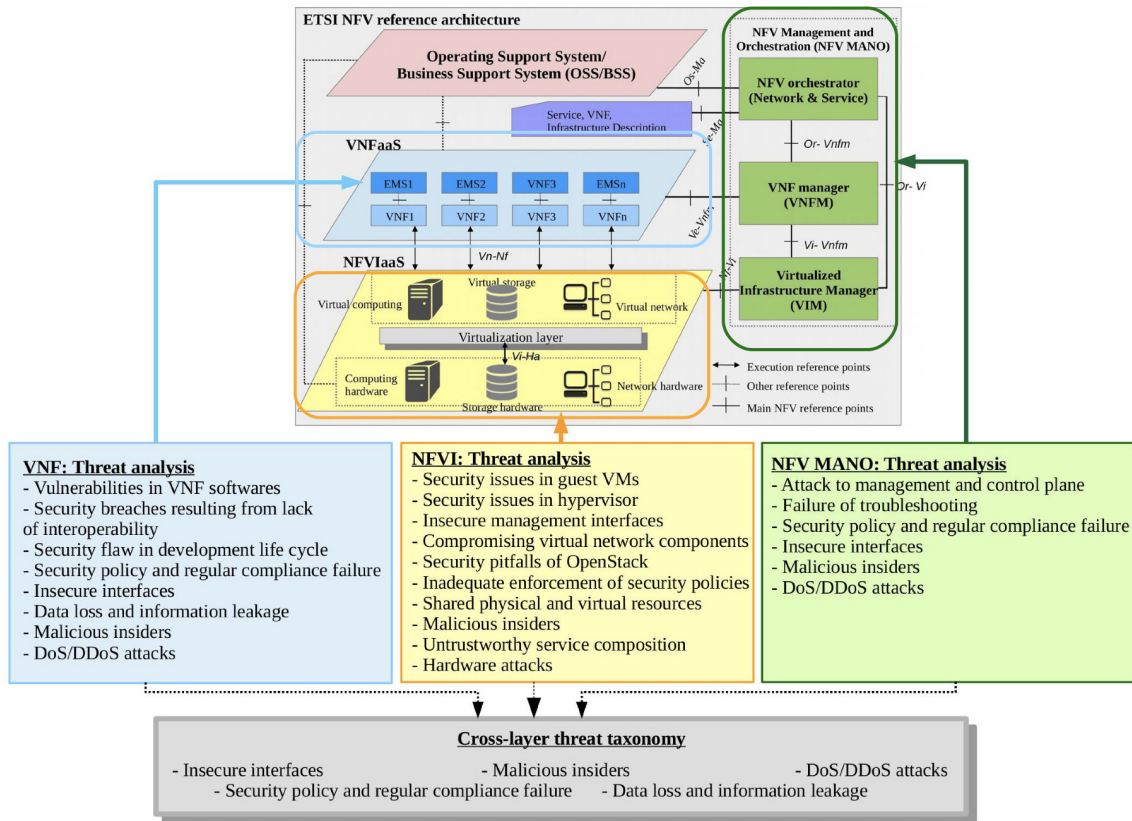 ETSI NFV reference architecture
Operating Support System/
Business Support System (OSS/BSS)
Os-Ma
NFV Management and
Orchestration (NFV MANO)
NFV orchestrator
(Network & Service)
Service, VNF,
Infrastructure Description
Se-Ma
Or- Vnfm
VNFaaS
EMS1
EMS2
VNF3
EMSn
VNF1
VNF2
VNF3
VNFn
Ve-Vnfm
VNF manager
(VNFM)
Or- Vi
Vn-Nf
Vi- Vnfm
NFVIaaS
Nf-Vi
Virtual computing
Virtual storage
Virtual network
Virtualized
Infrastructure Manager
(VIM)
Virtualization layer
Vi-Ha
Computing
hardware
Storage hardware
Network hardware
Execution reference points
Other reference points
Main NFV reference points
VNF: Threat analysis
- Vulnerabilities in VNF softwares
- Security breaches resulting from lack
of interoperability
- Security flaw in development life cycle
- Security policy and regular compliance failure
- Insecure interfaces
- Data loss and information leakage
- Malicious insiders
- DoS/DDoS attacks
NFVI: Threat analysis
- Security issues in guest VMs
- Security issues in hypervisor
- Insecure management interfaces
- Compromising virtual network components
- Security pitfalls of OpenStack
- Inadequate enforcement of security policies
- Shared physical and virtual resources
- Malicious insiders
- Untrustworthy service composition
- Hardware attacks
NFV MANO: Threat analysis
- Attack to management and control plane
- Failure of troubleshooting
- Security policy and regular compliance failure
- Insecure interfaces
- Malicious insiders
- DoS/DDoS attacks
Cross-layer threat taxonomy
- Insecure interfaces - Malicious insiders - DoS/DDoS attacks
- Security policy and regular compliance failure - Data loss and information leakage